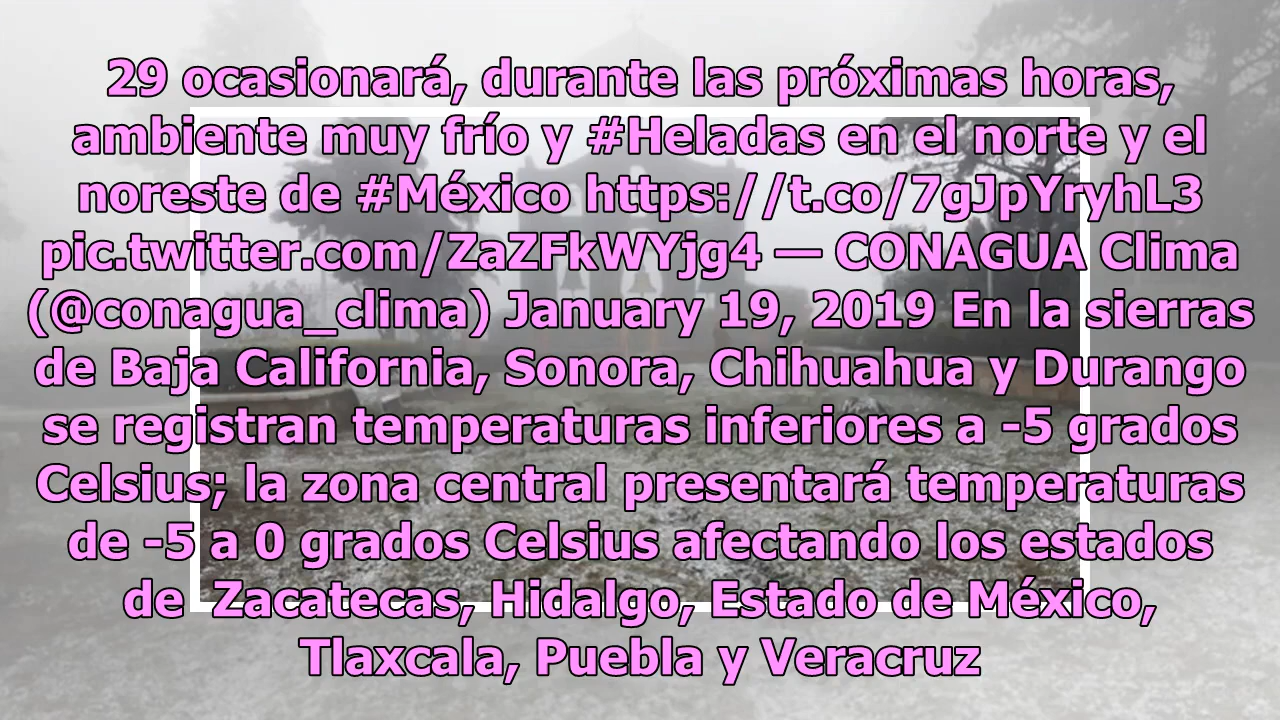 29 ocasionará, durante las próximas horas,
ambiente muy frío y #Heladas en el norte y el
noreste de #México https://t.co/7gJpYryhL3
pic.twitter.com/ZaZFkWYjg4 — CONAGUA Clima
(@conagua_clima) January 19, 2019 En la sierras
de Baja California, Sonora, Chihuahua y Durango
se registran temperaturas inferiores a -5 grados
Celsius; la zona central presentará temperaturas
de -5 a 0 grados Celsius afectando los estados
de  Zacatecas, Hidalgo, Estado de México,
Tlaxcala, Puebla y Veracruz